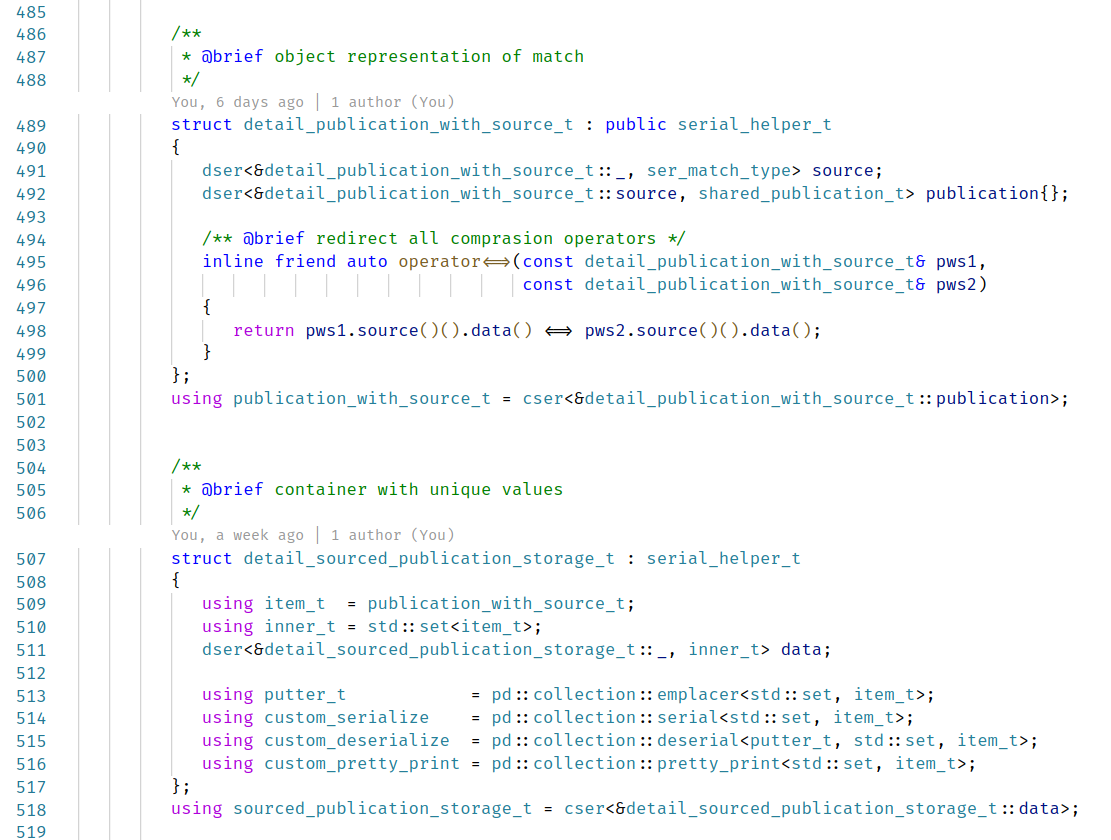 485
486 /**
487 * @brief object representation of match
488 */
You, 6 days ago | 1 author (You)
489 struct detail_publication_with_source_t : public serial_helper_t
490 {
491 dser<&detail_publication_with_source_t::_, ser_match_type> source;
492 dser<&detail_publication_with_source_t::source, shared_publication_t> publication{};
493
494 /** @brief redirect all comprasion operators */
495 inline friend auto operator<=>(const detail_publication_with_source_t& pws1,
496 const detail_publication_with_source_t& pws2)
497 {
498 return pws1.source()().data() <=> pws2.source()().data();
499 }
500 };
501 using publication_with_source_t = cser<&detail_publication_with_source_t::publication>;
502
503
504 /**
505 * @brief container with unique values
506 */
You, a week ago | 1 author (You)
507 struct detail_sourced_publication_storage_t : serial_helper_t
508 {
509 using item_t  = publication_with_source_t;
510 using inner_t = std::set<item_t>;
511 dser<&detail_sourced_publication_storage_t::_, inner_t> data;
512
513 using putter_t            = pd::collection::emplacer<std::set, item_t>;
514 using custom_serialize    = pd::collection::serial<std::set, item_t>;
515 using custom_deserialize  = pd::collection::deserial<putter_t, std::set, item_t>;
516 using custom_pretty_print = pd::collection::pretty_print<std::set, item_t>;
517 };
518 using sourced_publication_storage_t = cser<&detail_sourced_publication_storage_t::data>;
519